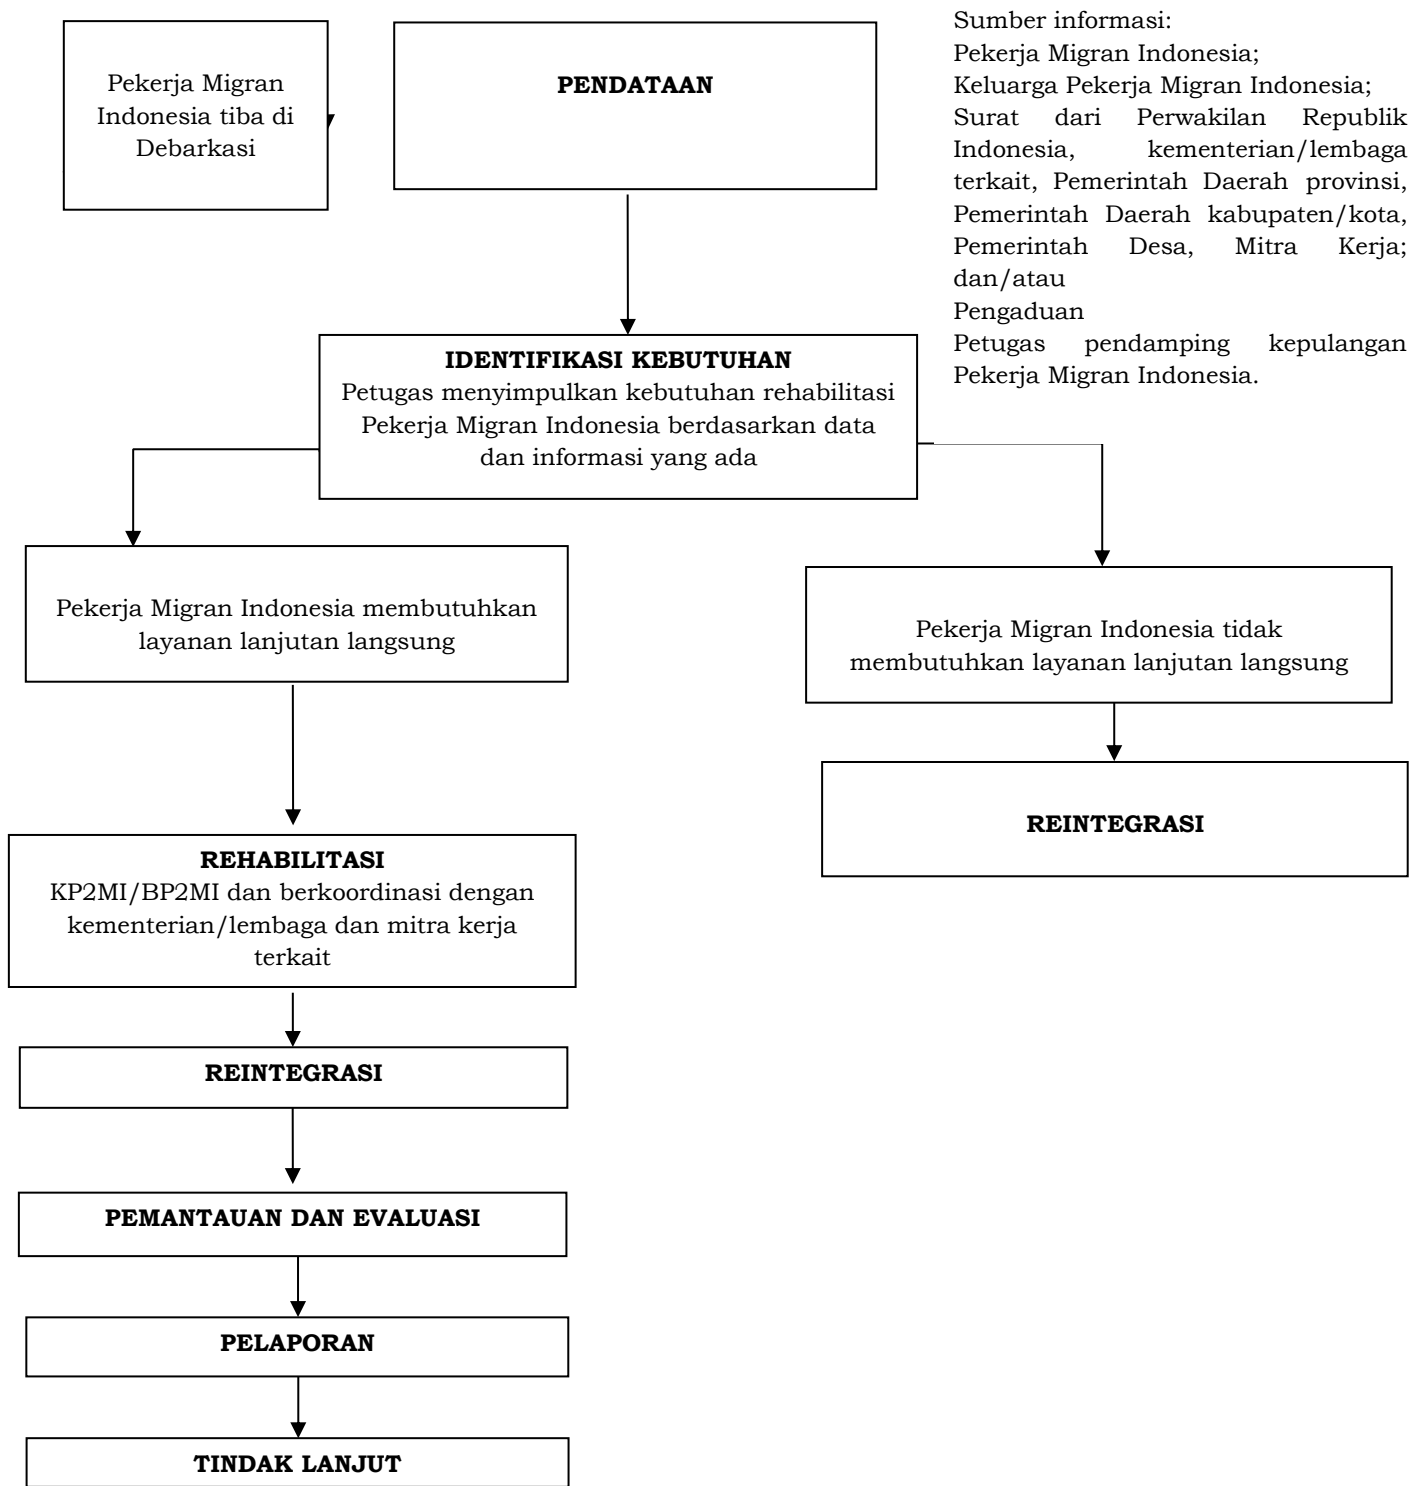 Pekerja Migran
Indonesia tiba di
Debarkasi
PENDATAAN
Sumber informasi:
Pekerja Migran Indonesia;
Keluarga Pekerja Migran Indonesia;
Surat dari Perwakilan Republik
Indonesia, kementerian/lembaga
terkait, Pemerintah Daerah provinsi,
Pemerintah Daerah kabupaten/kota,
Pemerintah Desa, Mitra Kerja;
dan/atau
Pengaduan
Petugas pendamping kepulangan
Pekerja Migran Indonesia.
IDENTIFIKASI KEBUTUHAN
Petugas menyimpulkan kebutuhan rehabilitasi
Pekerja Migran Indonesia berdasarkan data
dan informasi yang ada
Pekerja Migran Indonesia membutuhkan
layanan lanjutan langsung
Pekerja Migran Indonesia tidak
membutuhkan layanan lanjutan langsung
REINTEGRASI
REHABILITASI
KP2MI/BP2MI dan berkoordinasi dengan
kementerian/lembaga dan mitra kerja
terkait
REINTEGRASI
PEMANTAUAN DAN EVALUASI
PELAPORAN
TINDAK LANJUT